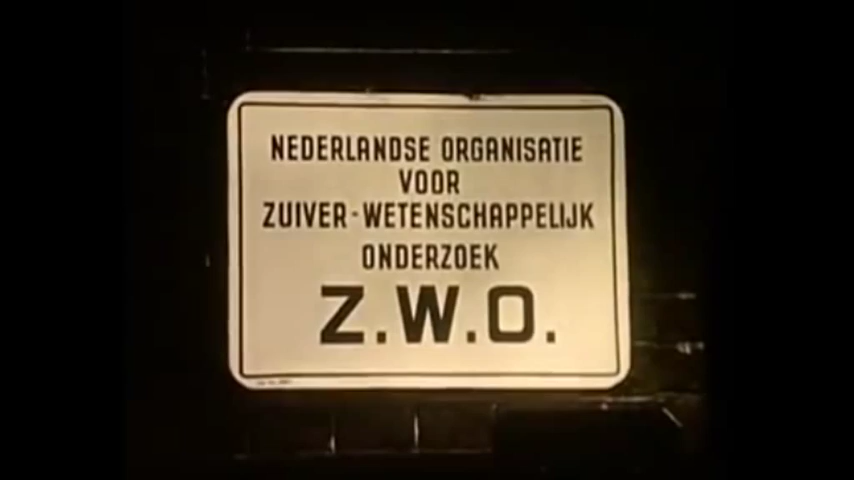 NEDERLANDSE ORGANISATIE
VOOR
ZUIVER-WETENSCHAPPELIJK
ONDERZOEK
Z.W.O.